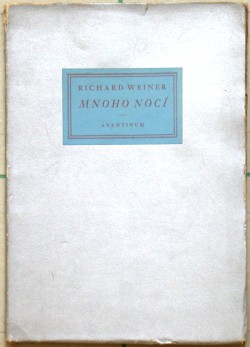 RICHARD WEINER
MNOHO NOCÍ
AVENTINUM